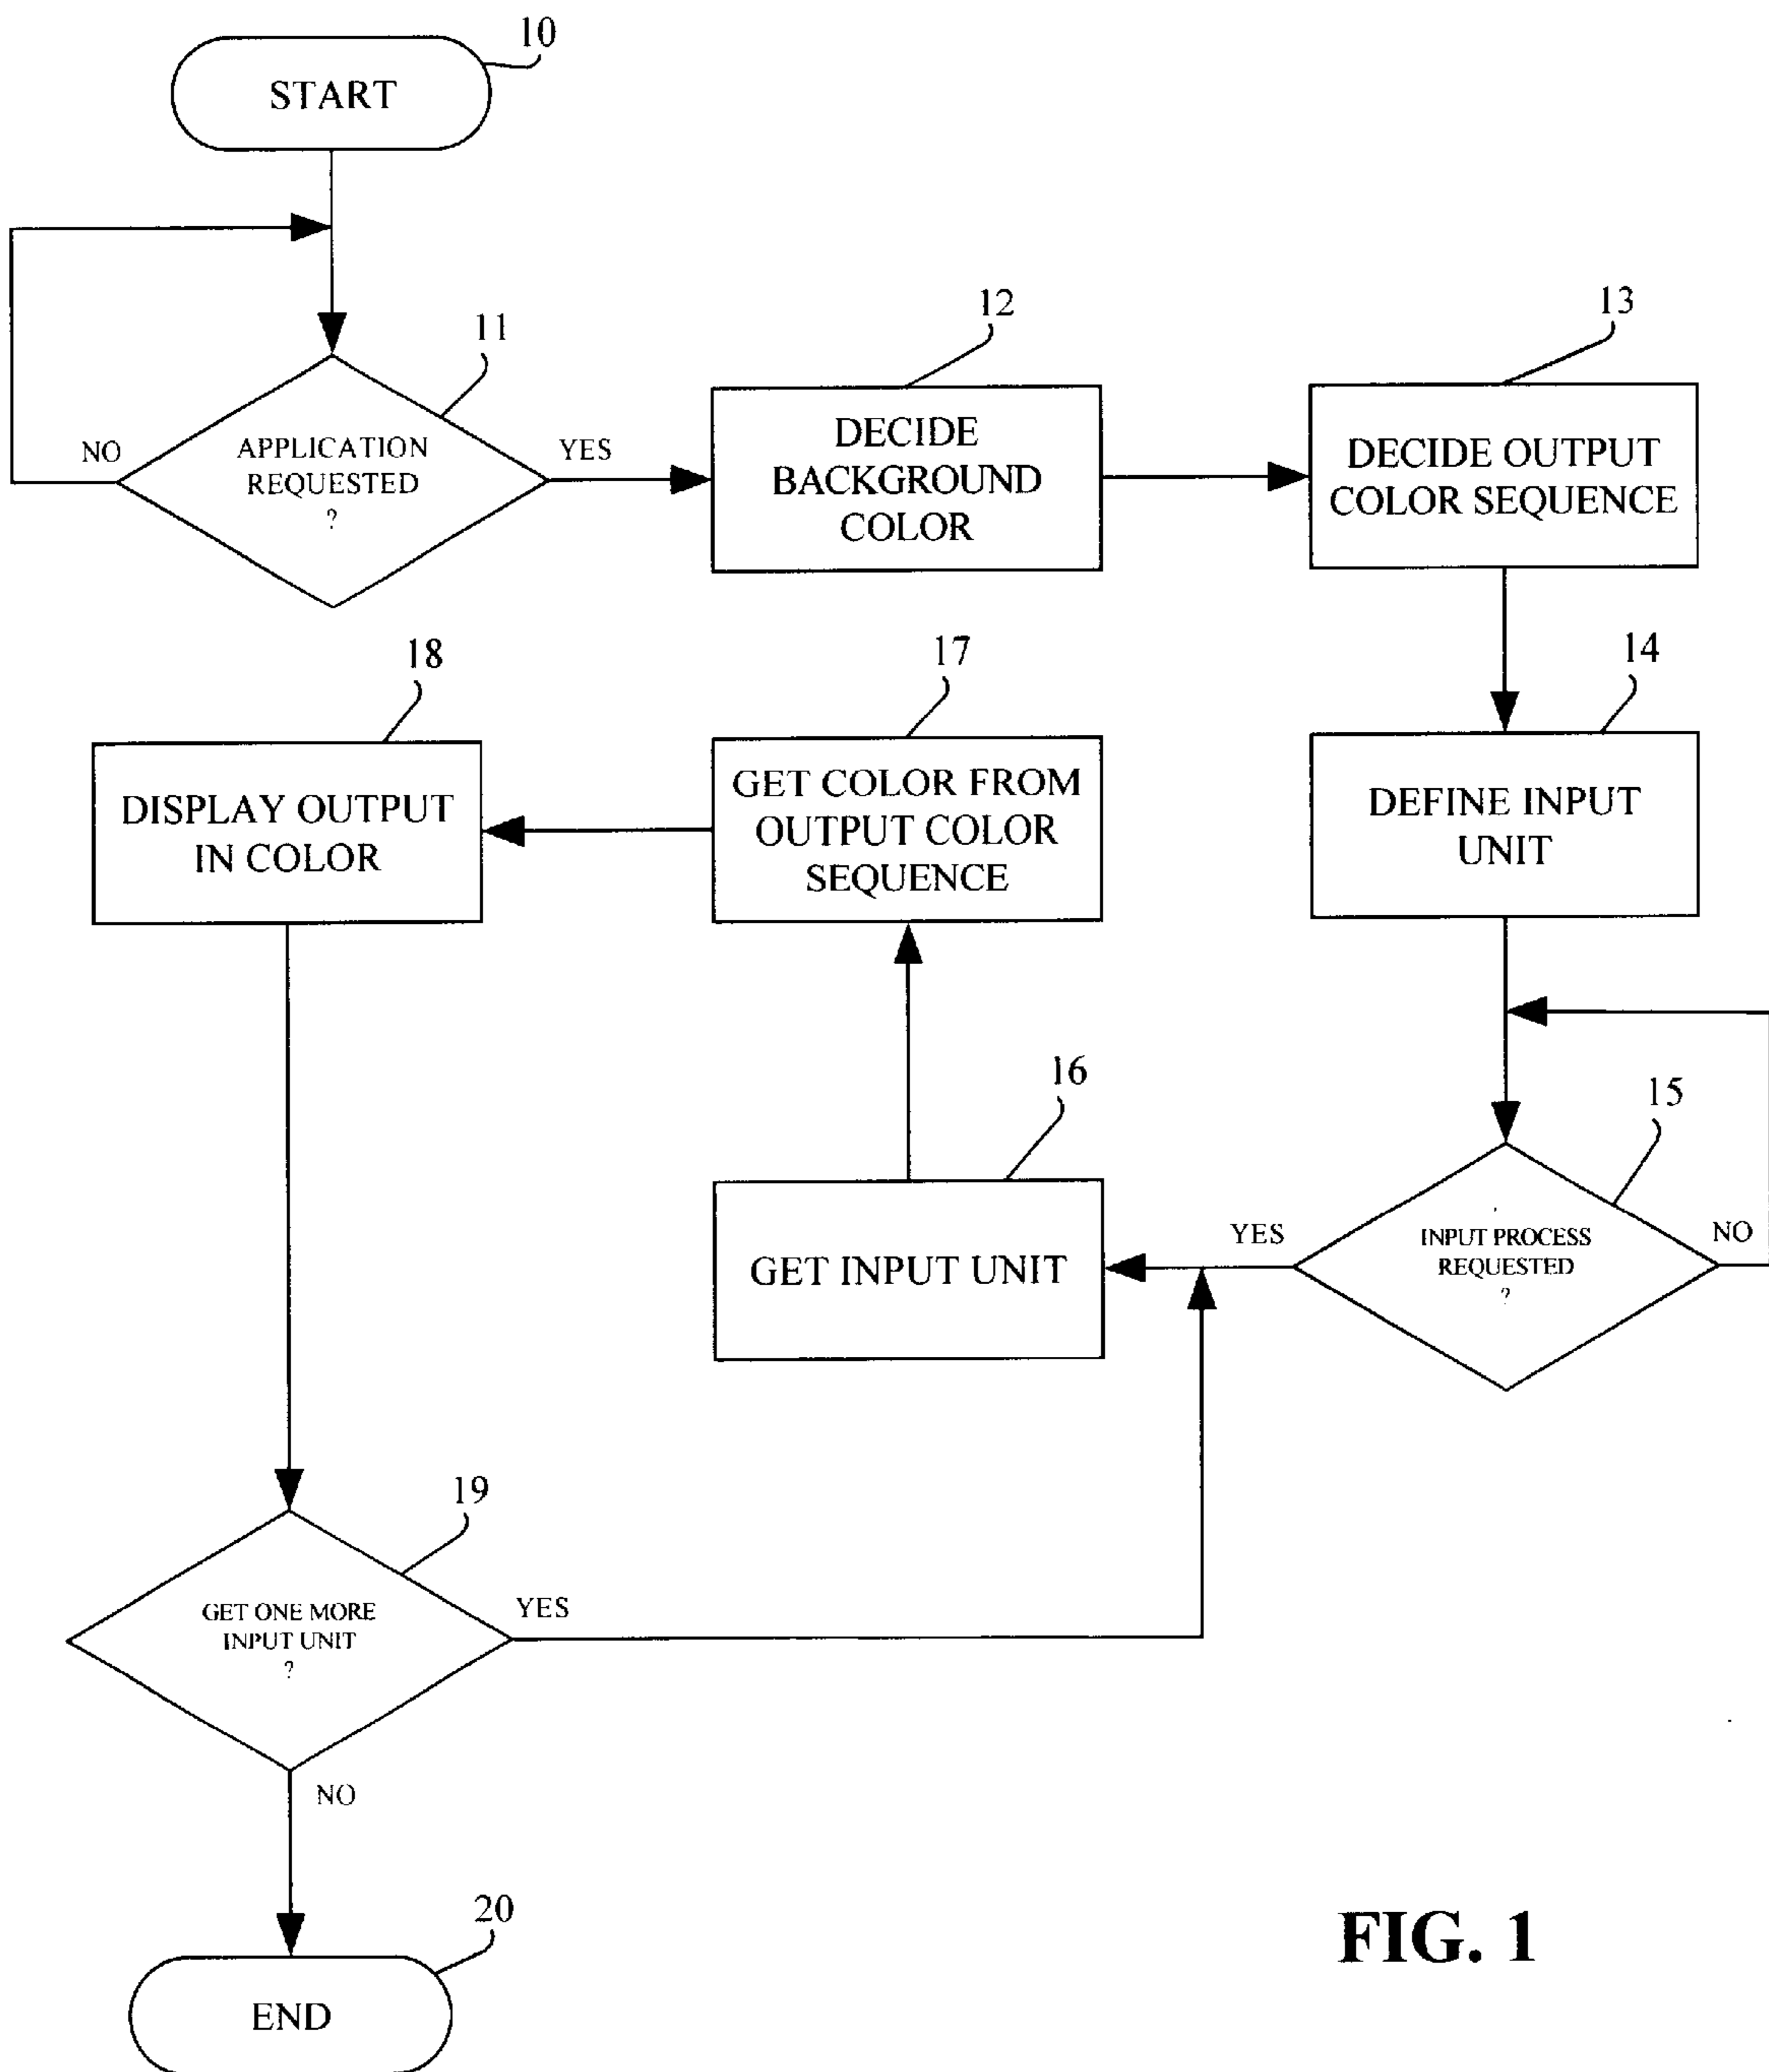 10
START
11
NO
APPLICATION
REQUESTED
?
YES
12
DECIDE
BACKGROUND
COLOR
13
DECIDE OUTPUT
COLOR SEQUENCE
14
DEFINE INPUT
UNIT
15
INPUT PROCESS
REQUESTED
?
NO
YES
16
GET INPUT UNIT
17
GET COLOR FROM
OUTPUT COLOR
SEQUENCE
18
DISPLAY OUTPUT
IN COLOR
19
GET ONE MORE
INPUT UNIT
?
YES
NO
20
END
FIG. 1